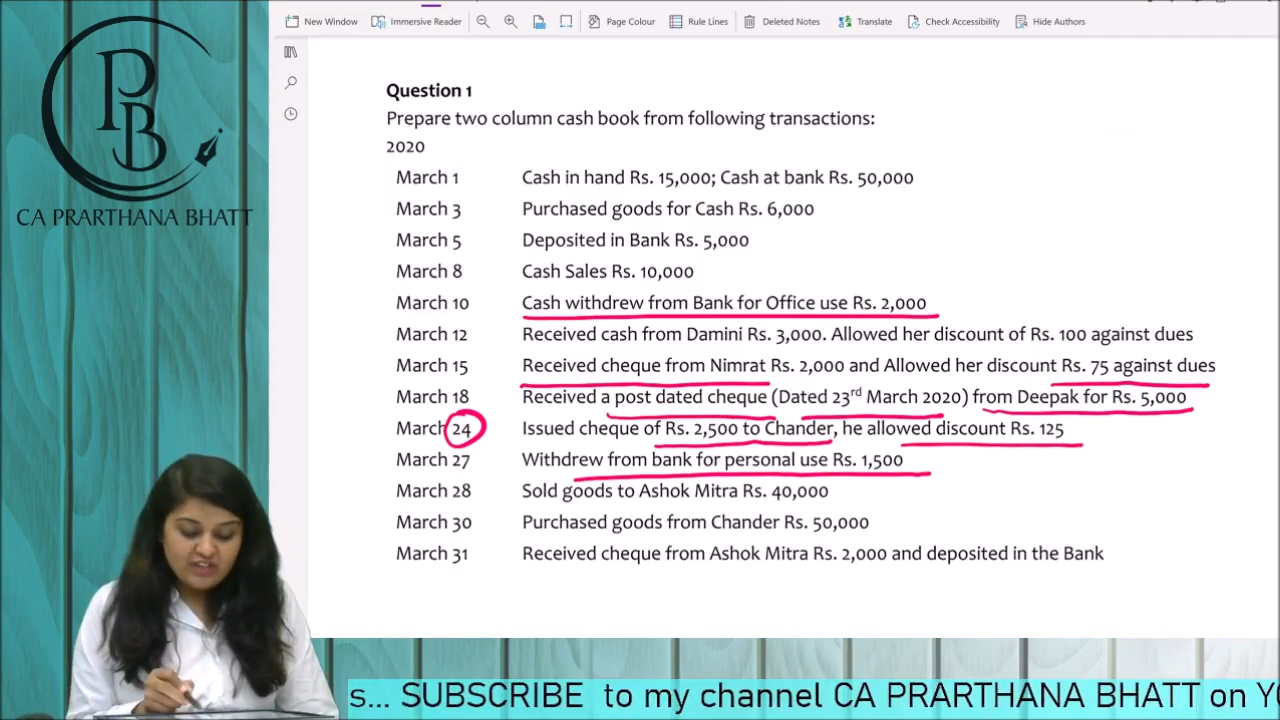 New Window Immersive Reader Page Colour Rule Lines Deleted Notes Translate Check Accessibility Hide Authors
PB
CA PRARTHANA BHATT
Question 1
Prepare two column cash book from following transactions:
2020
March 1 Cash in hand Rs. 15,000; Cash at bank Rs. 50,000
March 3 Purchased goods for Cash Rs. 6,000
March 5 Deposited in Bank Rs. 5,000
March 8 Cash Sales Rs. 10,000
March 10 Cash withdrew from Bank for Office use Rs. 2,000
March 12 Received cash from Damini Rs. 3,000. Allowed her discount of Rs. 100 against dues
March 15 Received cheque from Nimrat Rs. 2,000 and Allowed her discount Rs. 75 against dues
March 18 Received a post dated cheque (Dated 23rd March 2020) from Deepak for Rs. 5,000
March 24 Issued cheque of Rs. 2,500 to Chander, he allowed discount Rs. 125
March 27 Withdrew from bank for personal use Rs. 1,500
March 28 Sold goods to Ashok Mitra Rs. 40,000
March 30 Purchased goods from Chander Rs. 50,000
March 31 Received cheque from Ashok Mitra Rs. 2,000 and deposited in the Bank
s... SUBSCRIBE to my channel CA PRARTHANA BHATT on